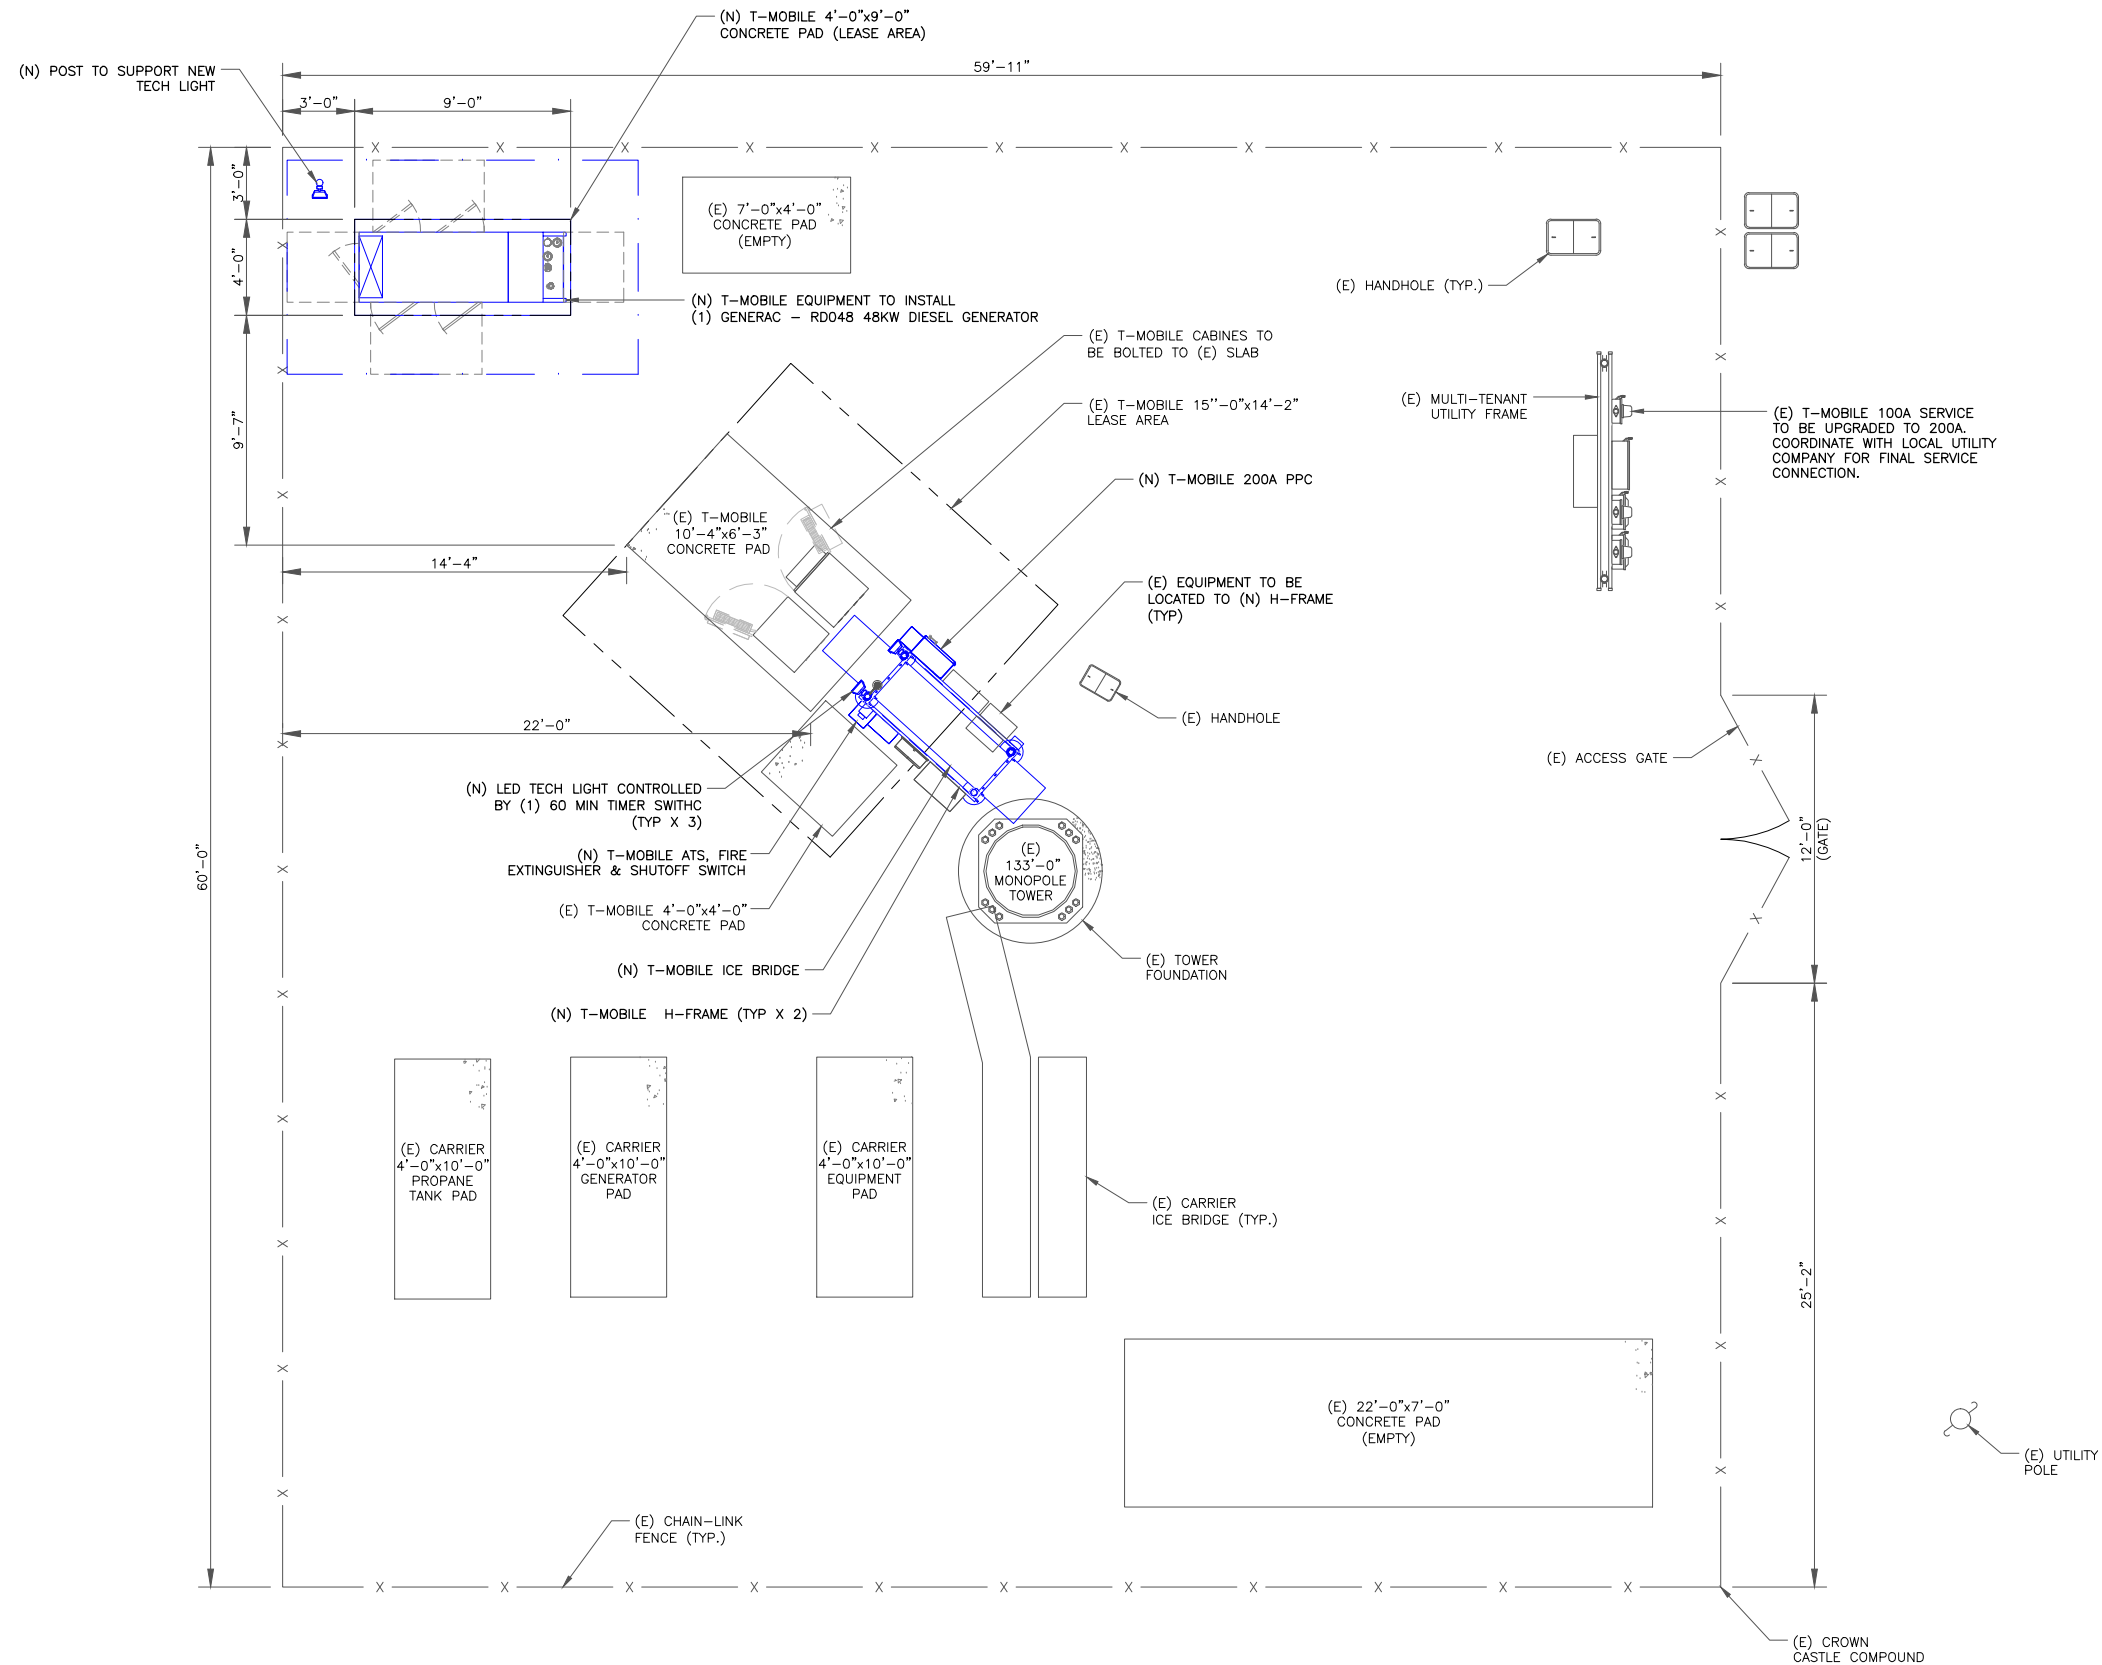 (N) T-MOBILE 4'-0"x9'-0"
CONCRETE PAD (LEASE AREA)
(N) POST TO SUPPORT NEW
TECH LIGHT
59'-11"
3'-0"
9'-0"
3'-0"
4'-0"
9'-7"
60'-0"
(E) 7'-0"x4'-0"
CONCRETE PAD
(EMPTY)
(E) HANDHOLE (TYP.)
(N) T-MOBILE EQUIPMENT TO INSTALL
(1) GENERAC - RD048 48KW DIESEL GENERATOR
(E) T-MOBILE CABINES TO
BE BOLTED TO (E) SLAB
(E) T-MOBILE 15''-0"x14'-2"
LEASE AREA
(E) MULTI-TENANT
UTILITY FRAME
(E) T-MOBILE 100A SERVICE
TO BE UPGRADED TO 200A.
COORDINATE WITH LOCAL UTILITY
COMPANY FOR FINAL SERVICE
CONNECTION.
(N) T-MOBILE 200A PPC
(E) T-MOBILE
10'-4"x6'-3"
CONCRETE PAD
14'-4"
(E) EQUIPMENT TO BE
LOCATED TO (N) H-FRAME
(TYP)
(E) HANDHOLE
22'-0"
(E) ACCESS GATE
12'-0"
(GATE)
(N) LED TECH LIGHT CONTROLLED
BY (1) 60 MIN TIMER SWITHC
(TYP X 3)
(N) T-MOBILE ATS, FIRE
EXTINGUISHER & SHUTOFF SWITCH
(E)
133'-0"
MONOPOLE
TOWER
(E) T-MOBILE 4'-0"x4'-0"
CONCRETE PAD
(N) T-MOBILE ICE BRIDGE
(E) TOWER
FOUNDATION
(N) T-MOBILE H-FRAME (TYP X 2)
(E) CARRIER
4'-0"x10'-0"
PROPANE
TANK PAD
(E) CARRIER
4'-0"x10'-0"
GENERATOR
PAD
(E) CARRIER
4'-0"x10'-0"
EQUIPMENT
PAD
(E) CARRIER
ICE BRIDGE (TYP.)
25'-2"
(E) 22'-0"x7'-0"
CONCRETE PAD
(EMPTY)
(E) UTILITY
POLE
(E) CHAIN-LINK
FENCE (TYP.)
(E) CROWN
CASTLE COMPOUND